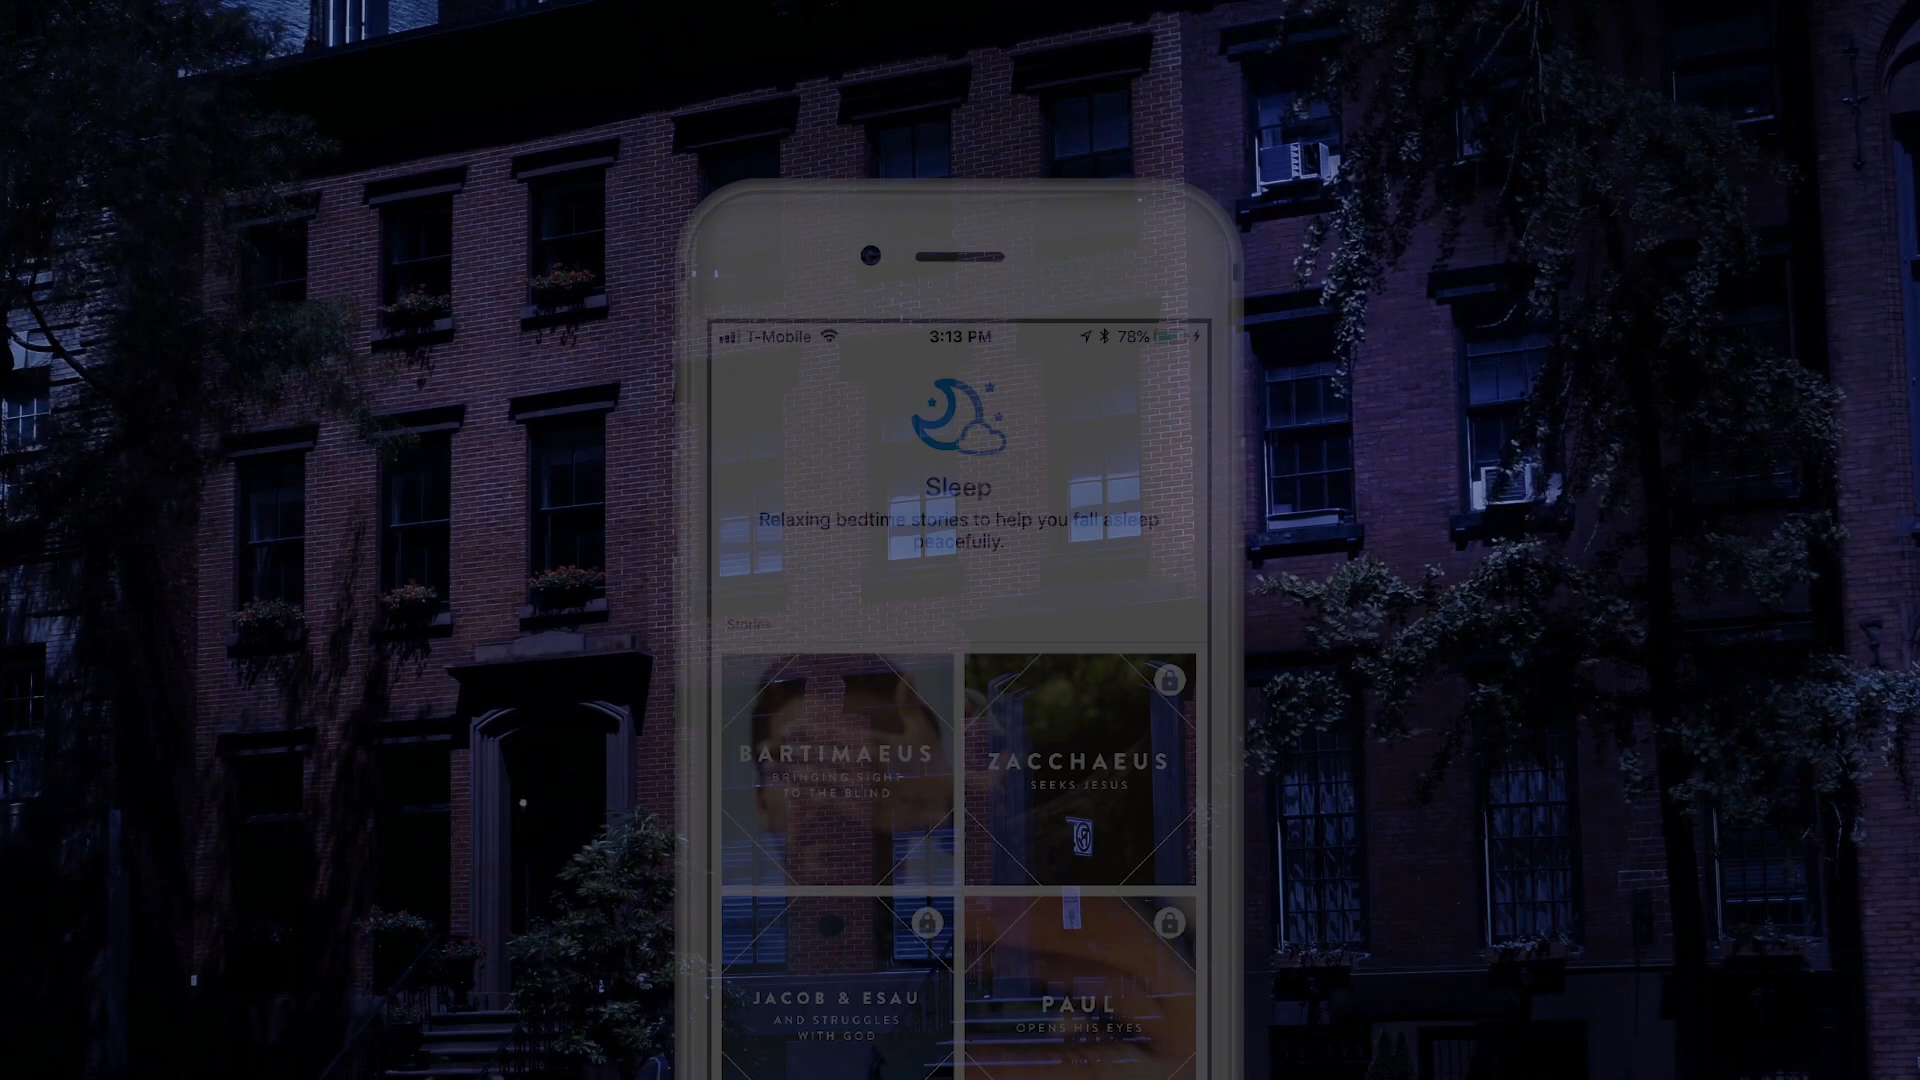 T-Mobile 3:13 PM 78%
Sleep
Relaxing bedtime stories to help you fall asleep
peacefully.
Stories
BARTIMAEUS
BRINGING SIGHT
TO THE BLIND
ZACCHAEUS
SEEKS JESUS
JACOB & ESAU
AND STRUGGLES
WITH GOD
PAUL
OPENS HIS EYES